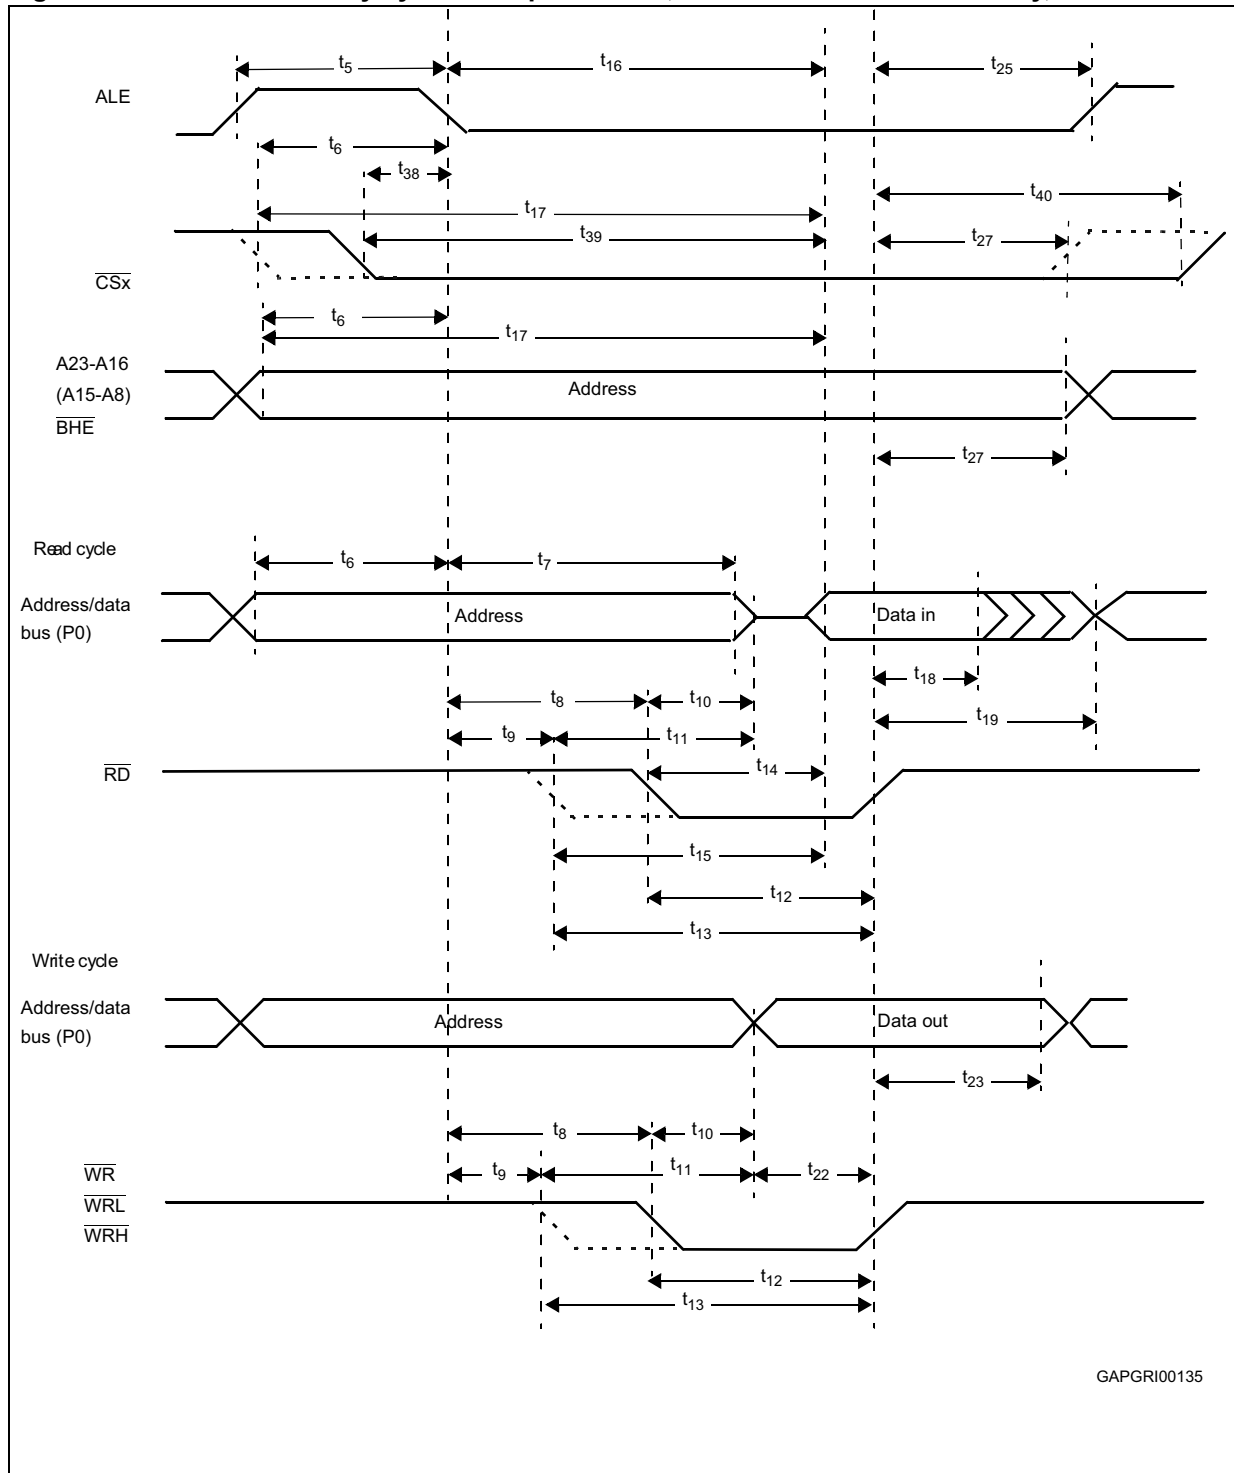 t5
t16
t25
ALE
t6
t38
t40
t17
t39
t27
CSx
t6
t17
A23-A16
(A15-A8)
Address
BHE
t27
Read cycle
t6
t7
Address/data
bus (P0)
Address
Data in
t18
t8
t10
t19
t9
t11
RD
t14
t15
t12
t13
Write cycle
Address/data
bus (P0)
Address
Data out
t23
t8
t10
WR
t9
t11
t22
WRL
WRH
t12
t13
GAPGRI00135